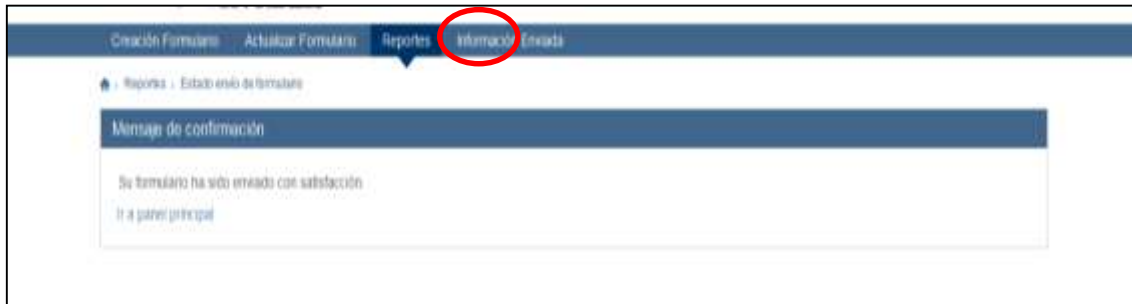 Creación Formulario Actualizar Formulario Reportes Información Enviada
Reportes Estado envío de formulario
Mensaje de confirmación
Su formulario ha sido enviado con satisfacción
Ir a panel principal